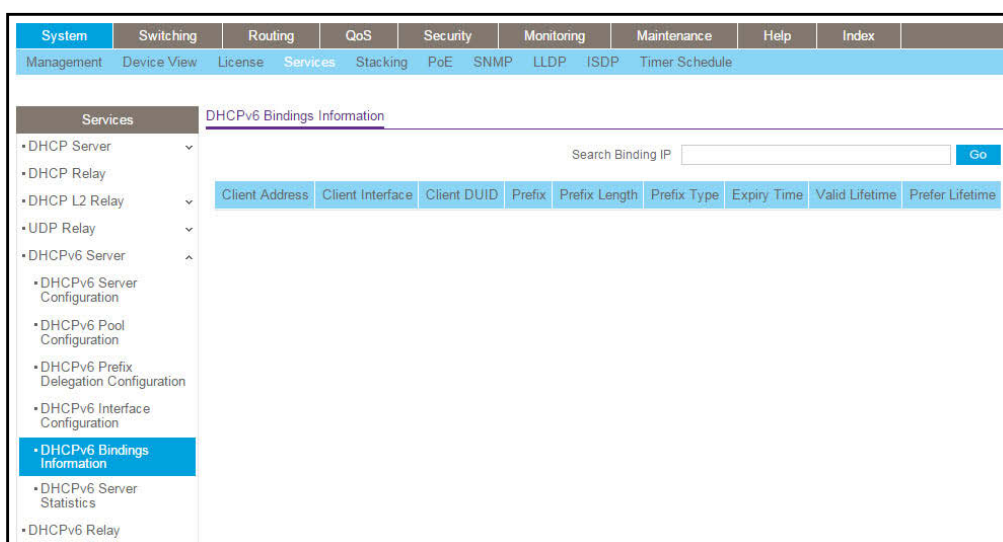 System Switching Routing QoS Security Monitoring Maintenance Help Index
Management Device View License Services Stacking PoE SNMP LLDP ISDP Timer Schedule
Services
DHCP Server
DHCP Relay
DHCP L2 Relay
UDP Relay
DHCPv6 Server
DHCPv6 Server
Configuration
DHCPv6 Pool
Configuration
DHCPv6 Prefix
Delegation Configuration
DHCPv6 Interface
Configuration
DHCPv6 Bindings
Information
DHCPv6 Server
Statistics
DHCPv6 Relay
DHCPv6 Bindings Information
Search Binding IP Go
Client Address Client Interface Client DUID Prefix Prefix Length Prefix Type Expiry Time Valid Lifetime Prefer Lifetime